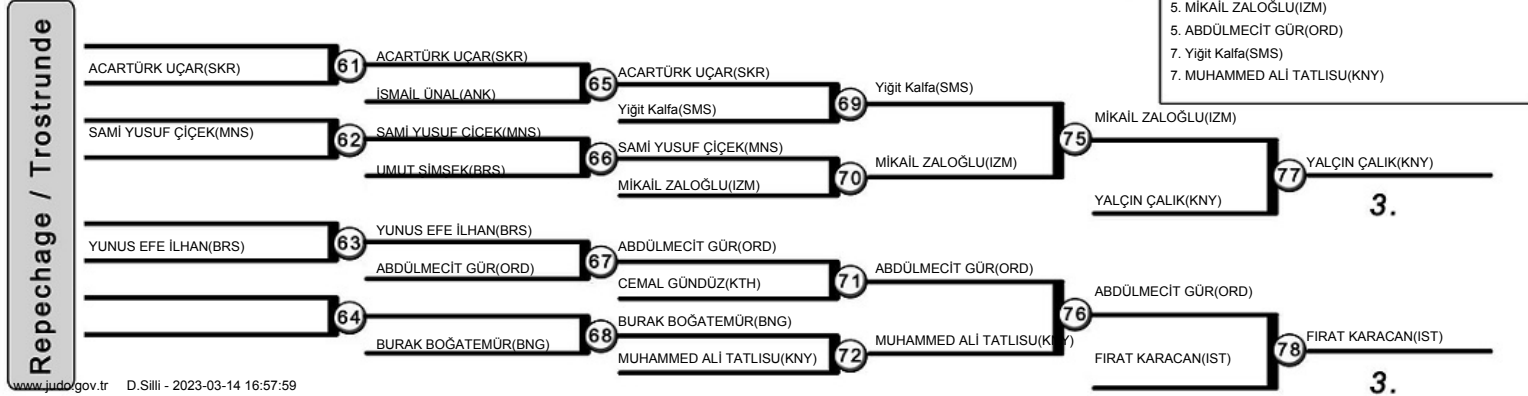 5. MİKAİL ZALOĞLU(IZM)
5. ABDÜLMECİT GÜR(ORD)
7. Yiğit Kalfa(SMS)
7. MUHAMMED ALİ TATLISU(KNY)
Repechage / Trostrunde
ACARTÜRK UÇAR(SKR)
61
ACARTÜRK UÇAR(SKR)
İSMAİL ÜNAL(ANK)
65
ACARTÜRK UÇAR(SKR)
Yiğit Kalfa(SMS)
69
Yiğit Kalfa(SMS)
SAMİ YUSUF ÇİÇEK(MNS)
62
SAMİ YUSUF ÇİÇEK(MNS)
UMUT ŞİMŞEK(BRS)
66
SAMİ YUSUF ÇİÇEK(MNS)
MİKAİL ZALOĞLU(IZM)
70
MİKAİL ZALOĞLU(IZM)
75
MİKAİL ZALOĞLU(IZM)
YALÇIN ÇALIK(KNY)
77
YALÇIN ÇALIK(KNY)
3.
YUNUS EFE İLHAN(BRS)
63
YUNUS EFE İLHAN(BRS)
ABDÜLMECİT GÜR(ORD)
67
ABDÜLMECİT GÜR(ORD)
CEMAL GÜNDÜZ(KTH)
71
ABDÜLMECİT GÜR(ORD)
64
BURAK BOĞATEMÜR(BNG)
68
BURAK BOĞATEMÜR(BNG)
MUHAMMED ALİ TATLISU(KNY)
72
MUHAMMED ALİ TATLISU(KNY)
76
ABDÜLMECİT GÜR(ORD)
FIRAT KARACAN(IST)
78
FIRAT KARACAN(IST)
3.
www.judo.gov.tr D.Silli - 2023-03-14 16:57:59